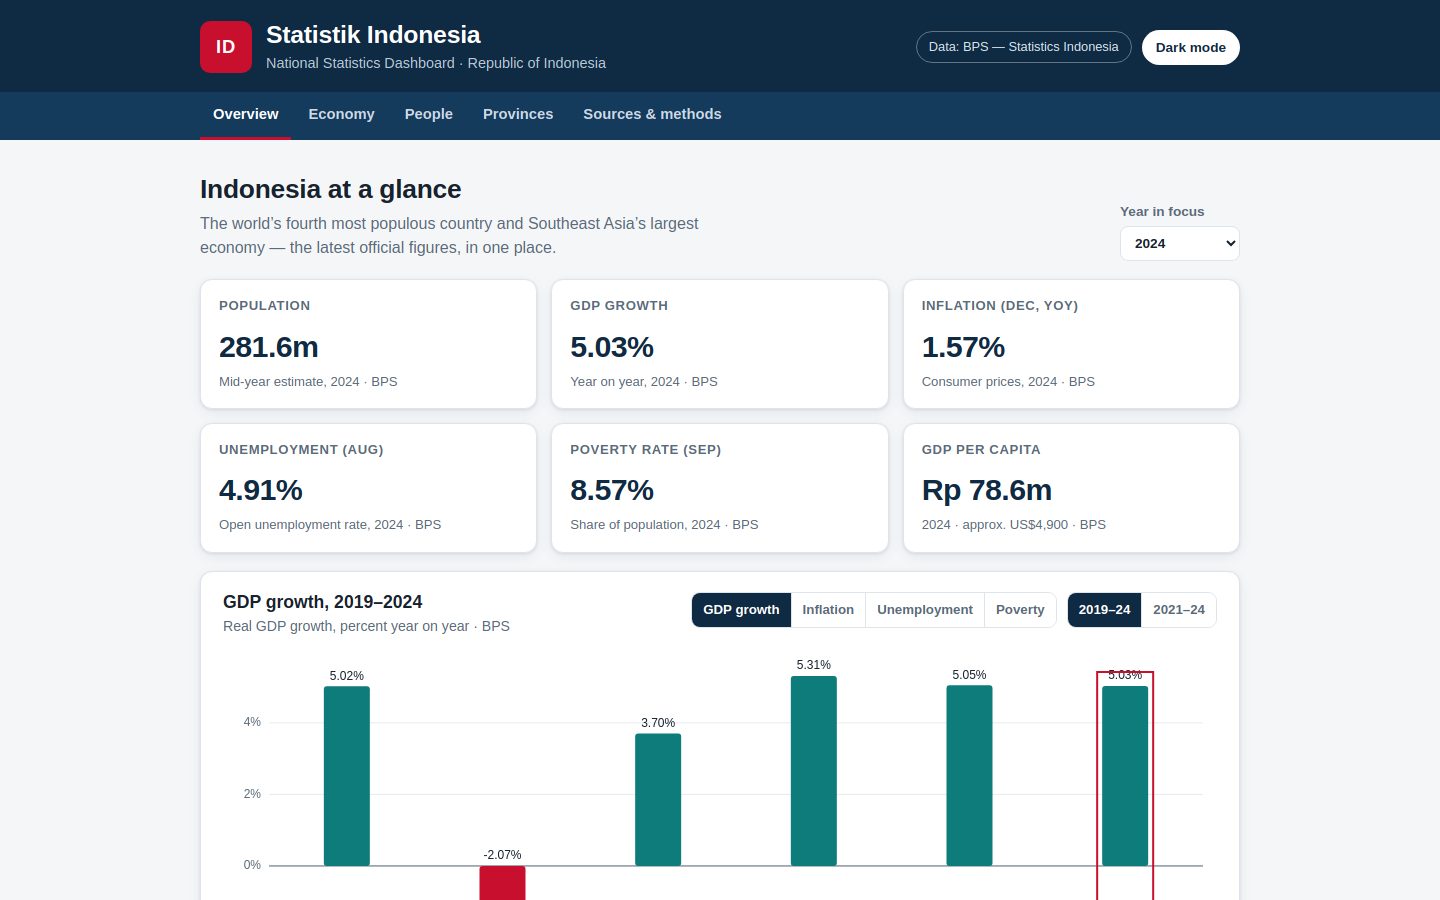 ID
Statistik Indonesia
National Statistics Dashboard · Republic of Indonesia
Data: BPS — Statistics Indonesia
Dark mode
Overview
Economy
People
Provinces
Sources & methods
Indonesia at a glance
The world’s fourth most populous country and Southeast Asia’s largest
economy — the latest official figures, in one place.
Year in focus
2024
POPULATION
281.6m
Mid-year estimate, 2024 · BPS
GDP GROWTH
5.03%
Year on year, 2024 · BPS
INFLATION (DEC, YOY)
1.57%
Consumer prices, 2024 · BPS
UNEMPLOYMENT (AUG)
4.91%
Open unemployment rate, 2024 · BPS
POVERTY RATE (SEP)
8.57%
Share of population, 2024 · BPS
GDP PER CAPITA
Rp 78.6m
2024 · approx. US$4,900 · BPS
GDP growth, 2019–2024
Real GDP growth, percent year on year · BPS
GDP growth
Inflation
Unemployment
Poverty
2019–24
2021–24
5.02%
-2.07%
3.70%
5.31%
5.05%
5.03%
4%
2%
0%